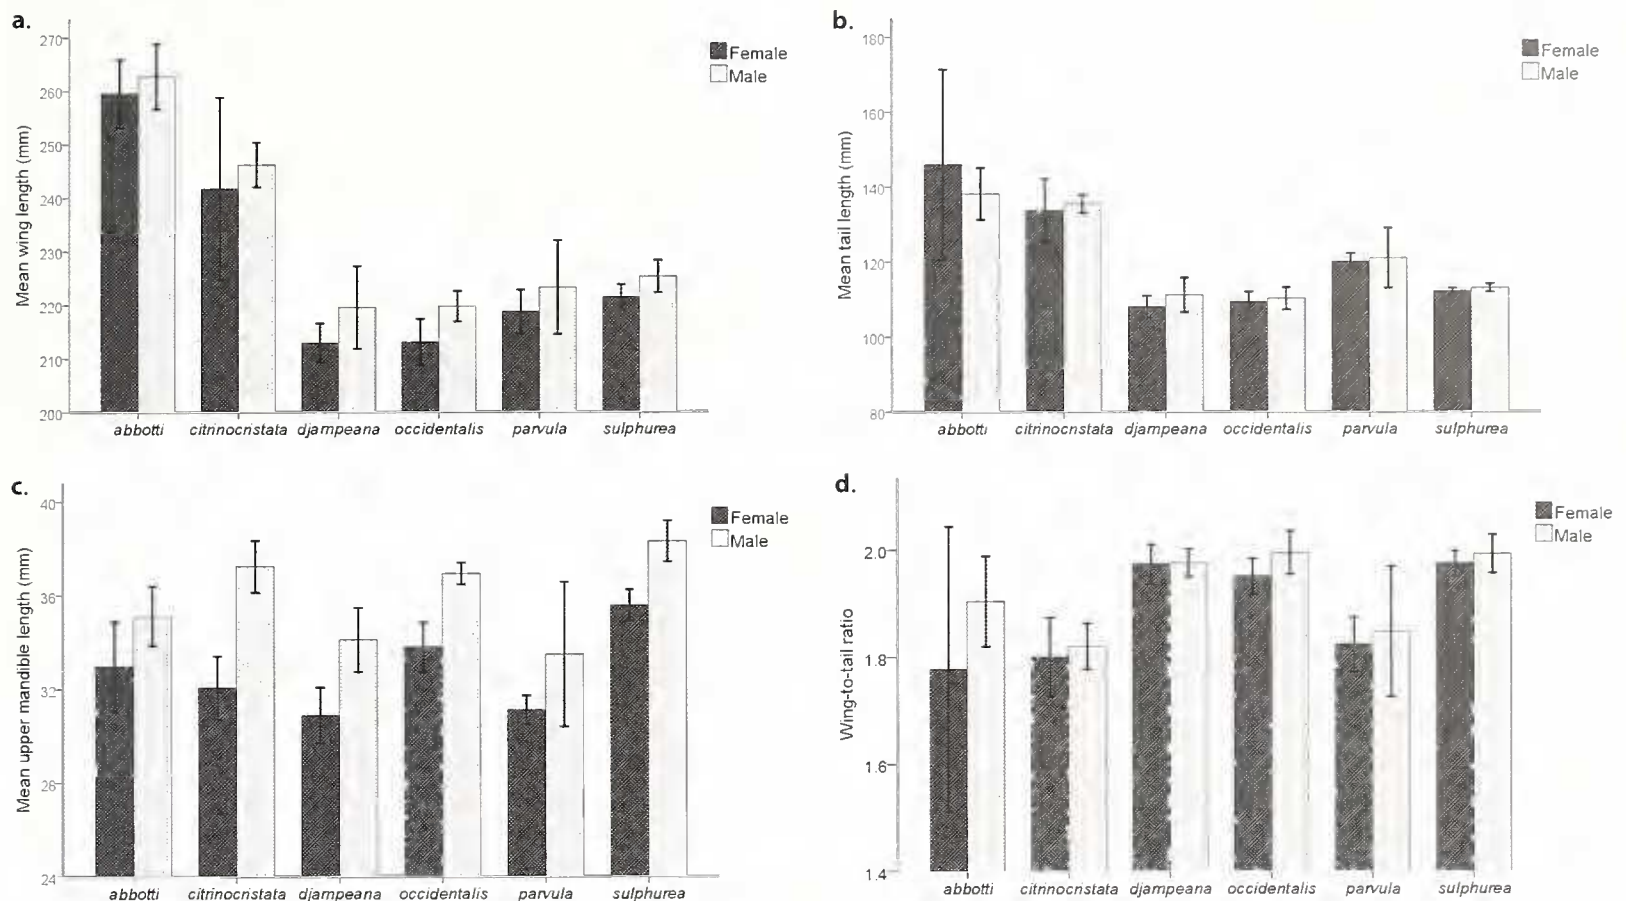 a.
Mean wing length (mm)
270
260
250
240
230
220
210
200
Female
Male
abbotti citrinocristata djampeana occidentalis parvula sulphurea
b.
Mean tail length (mm)
180
160
140
120
100
80
Female
Male
abbotti citrinocristata djampeana occidentalis parvula sulphurea
c.
Mean upper mandible length (mm)
40
36
32
28
24
Female
Male
abbotti citrinocristata djampeana occidentalis parvula sulphurea
d.
Wing-to-tail ratio
2.0
1.8
1.6
1.4
Female
Male
abbotti citrinocristata djampeana occidentalis parvula sulphurea